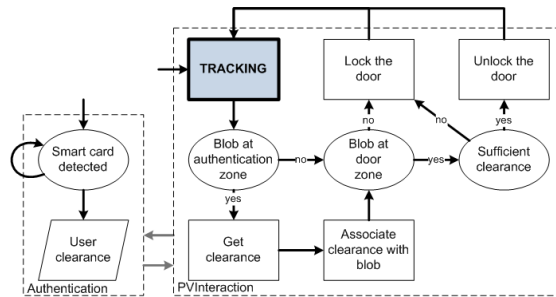 TRACKING
Lock the
door
Unlock the
door
no
no
yes
Smart card
detected
Blob at
authentication
zone
no
Blob at
door
zone
yes
Sufficient
clearance
yes
User
clearance
Get
clearance
Associate
clearance with
blob
Authentication
PVInteraction